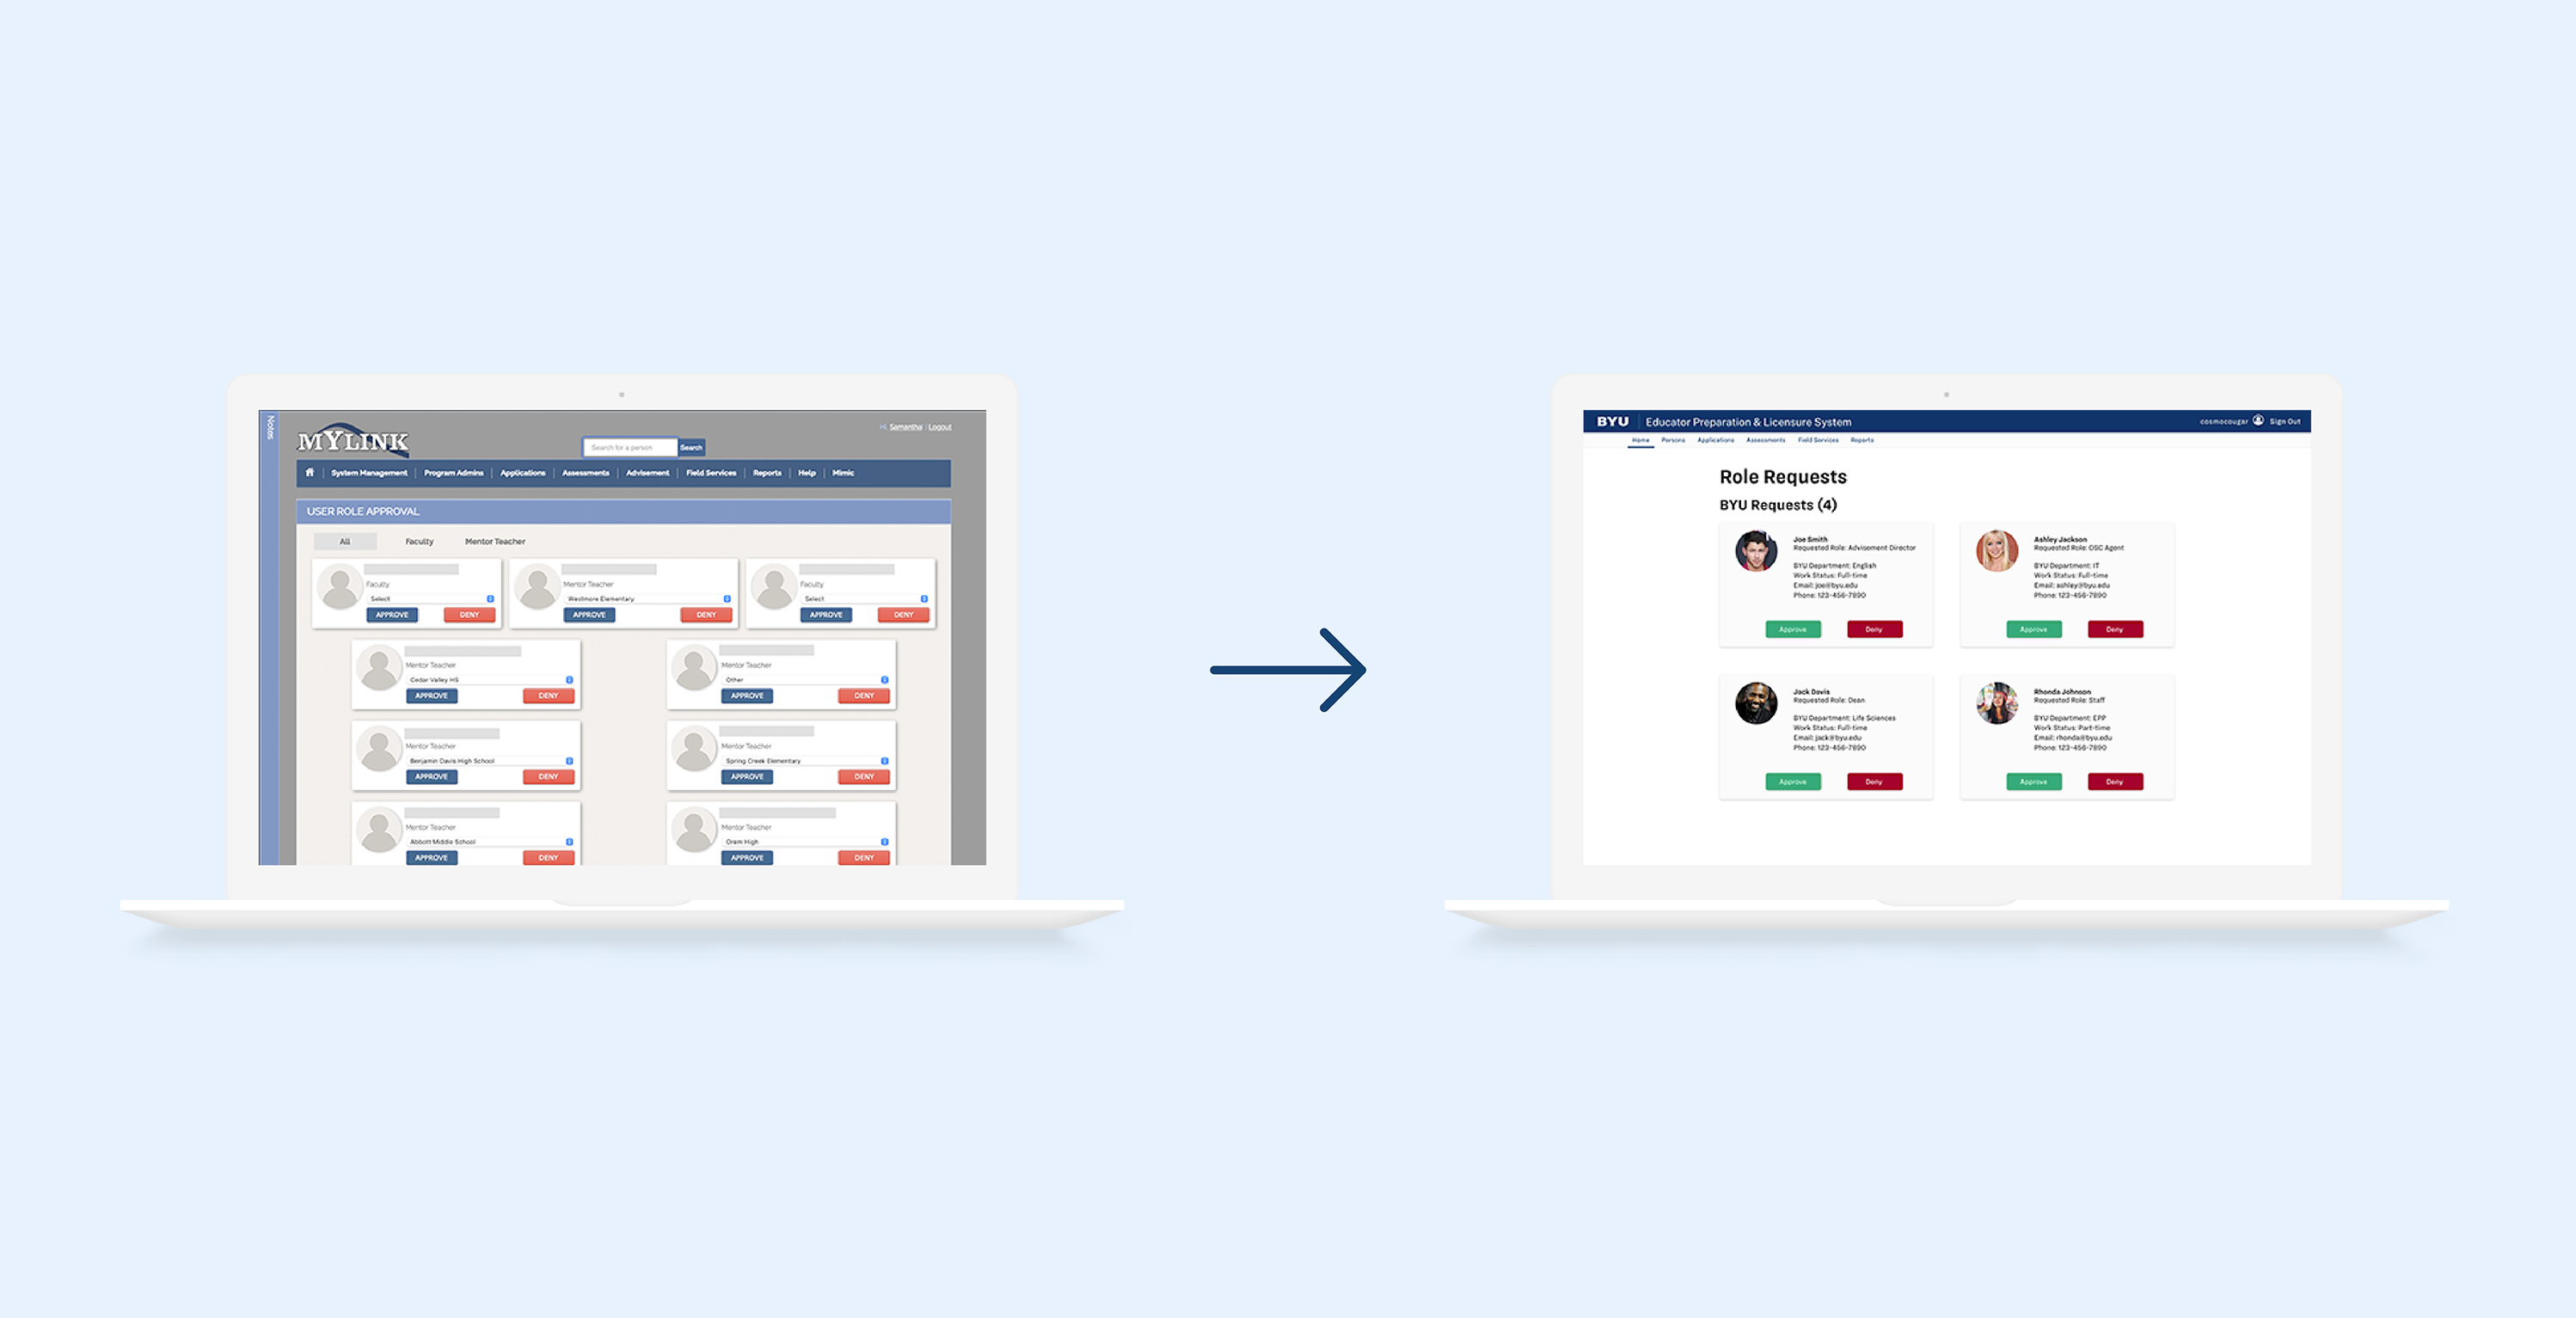 Notes
MYLINK
Hi, Samantha | Logout
Search for a person
Search
System Management | Program Admins | Applications | Assessments | Advisement | Field Services | Reports | Help | Mimic
USER ROLE APPROVAL
All Faculty Mentor Teacher
Faculty
Select
APPROVE DENY
Mentor Teacher
Westmore Elementary
APPROVE DENY
Faculty
Select
APPROVE DENY
Mentor Teacher
Cedar Valley HS
APPROVE DENY
Mentor Teacher
Other
APPROVE DENY
Mentor Teacher
Benjamin Davis High School
APPROVE DENY
Mentor Teacher
Spring Creek Elementary
APPROVE DENY
Mentor Teacher
Abbott Middle School
APPROVE DENY
Mentor Teacher
Orem High
APPROVE DENY
BYU Educator Preparation & Licensure System
cosmocougar Sign Out
Home Persons Applications Assessments Field Services Reports
Role Requests
BYU Requests (4)
Joe Smith
Requested Role: Advisement Director
BYU Department: English
Work Status: Full-time
Email: joe@byu.edu
Phone: 123-456-7890
Approve Deny
Ashley Jackson
Requested Role: OSC Agent
BYU Department: IT
Work Status: Full-time
Email: ashley@byu.edu
Phone: 123-456-7890
Approve Deny
Jack Davis
Requested Role: Dean
BYU Department: Life Sciences
Work Status: Full-time
Email: jack@byu.edu
Phone: 123-456-7890
Approve Deny
Rhonda Johnson
Requested Role: Staff
BYU Department: EPP
Work Status: Part-time
Email: rhonda@byu.edu
Phone: 123-456-7890
Approve Deny